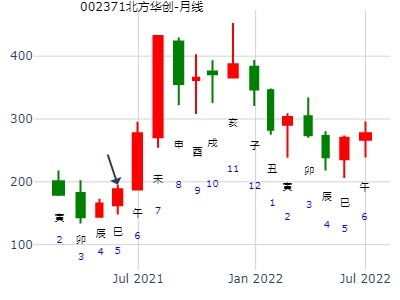 002371北方华创-月线
400
300
200
100
寅
2
卯
3
辰
4
巳
5
午
6
未
7
申
8
酉
9
戌
10
亥
11
子
12
丑
1
寅
2
卯
3
辰
4
巳
5
午
6
Jul 2021
Jan 2022
Jul 2022